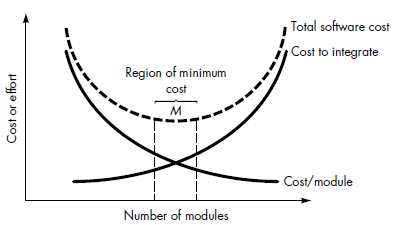 Total software cost
Cost to integrate
Region of minimum
cost
M
Cost or effort
Cost/module
Number of modules